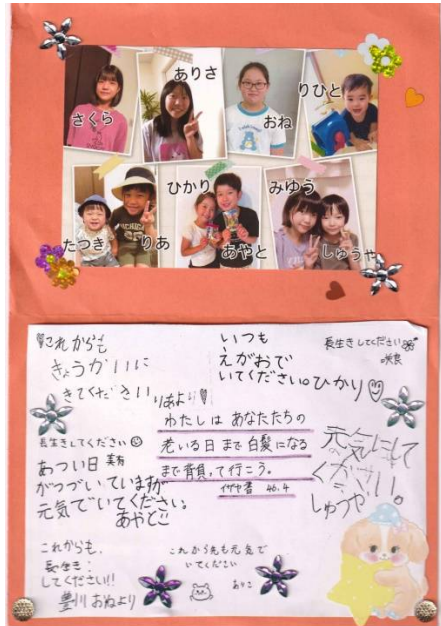 さくら
ありさ
おね
りひと
たつき
りあ
ひかり
あやと
みゆう
しゅうや
これからも
きょうかいに
きてください
りあより
いつも
えがおで
いてください。ひかり
長生きしてください
わたしは あなたたちの
老いる日まで白髪になる
まで背負って行こう。
イザヤ書 46.4
長生きしてください
美有
あつい日
がつづいていますが
元気でいてください。
あやとご
元気にして
ください。
しゅうや
これからも、
長生き
してください!!
豊川 おねより
これから先も元気で
いてください